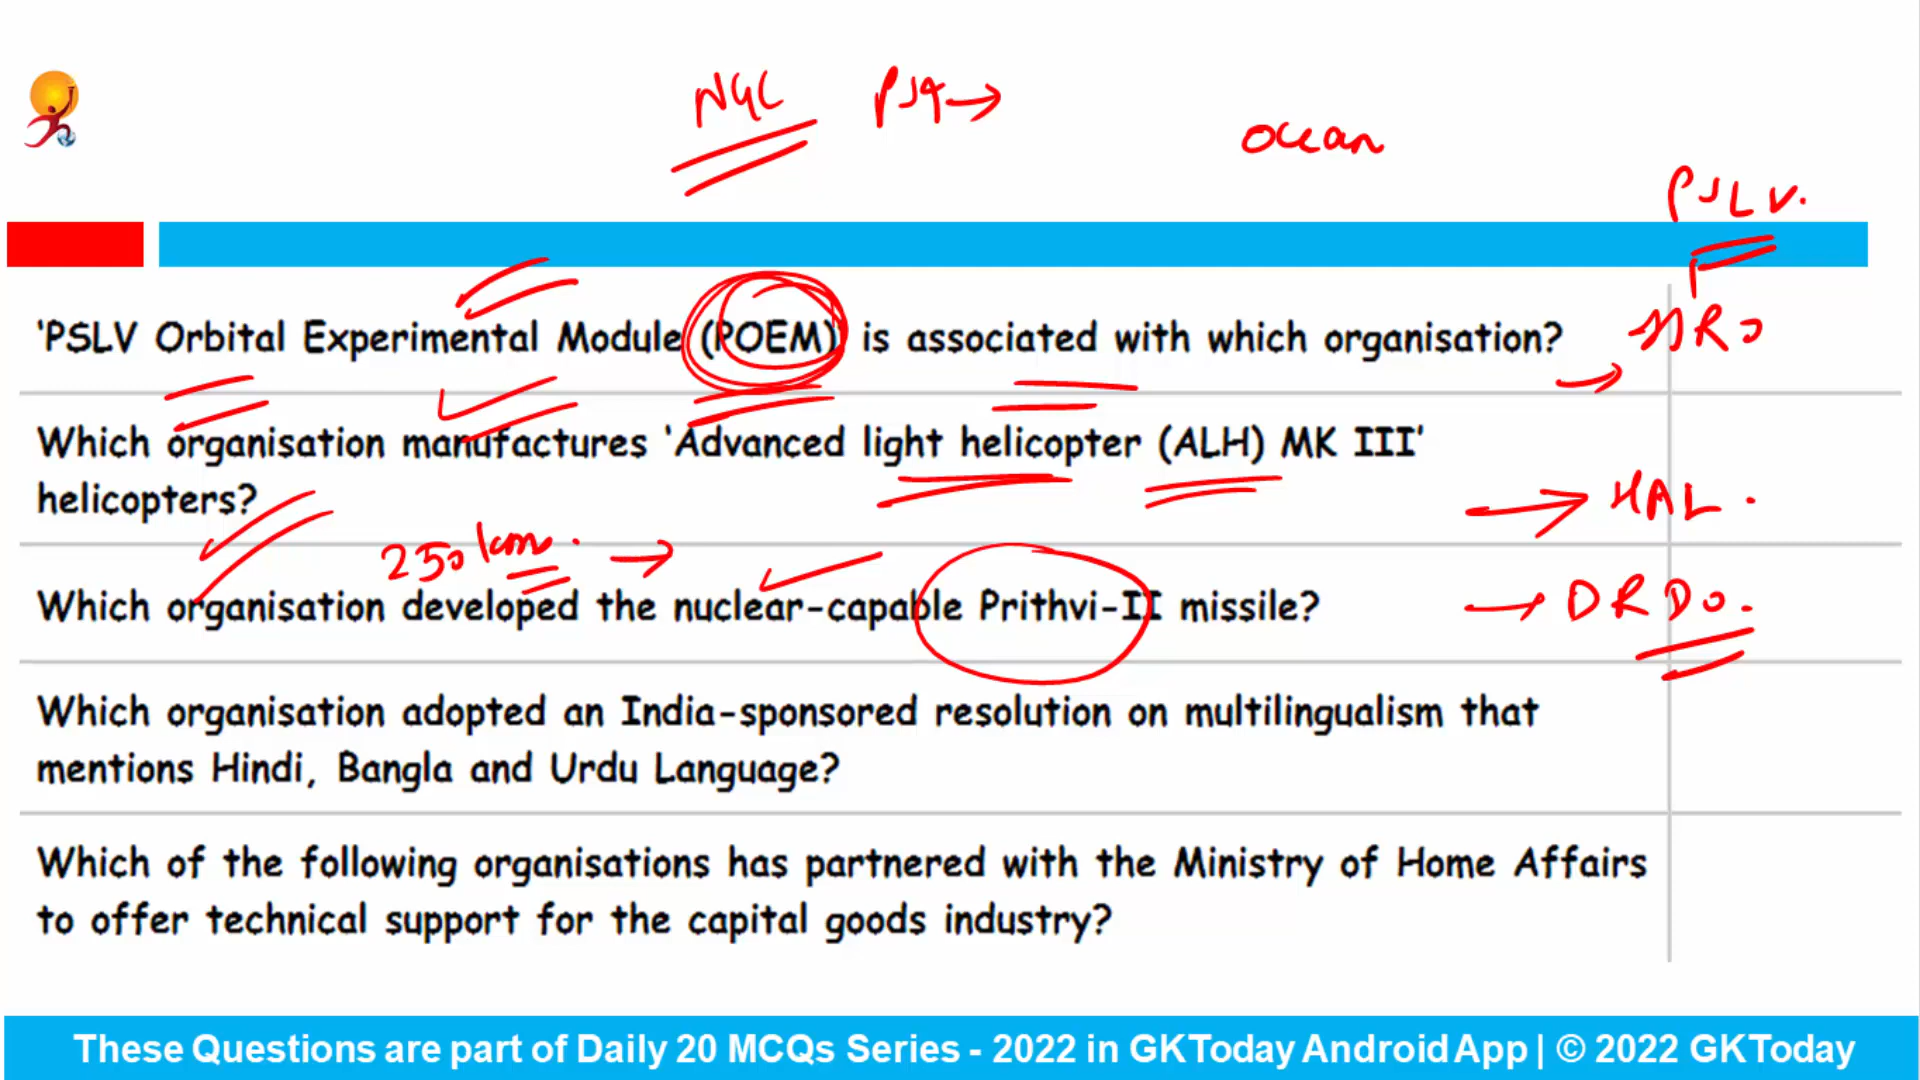 NGC PJA→
ocean
PSLV.
'PSLV Orbital Experimental Module (POEM)' is associated with which organisation? → ISRO
Which organisation manufactures 'Advanced light helicopter (ALH) MK III'
helicopters? → HAL.
250 kms. →
Which organisation developed the nuclear-capable Prithvi-II missile? → DRDO.
Which organisation adopted an India-sponsored resolution on multilingualism that
mentions Hindi, Bangla and Urdu Language?
Which of the following organisations has partnered with the Ministry of Home Affairs
to offer technical support for the capital goods industry?
These Questions are part of Daily 20 MCQs Series - 2022 in GKToday Android App | © 2022 GKToday